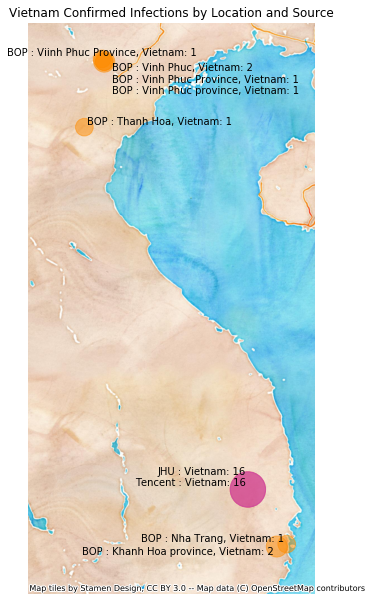 Vietnam Confirmed Infections by Location and Source
BOP : Viinh Phuc Province, Vietnam: 1
BOP : Vinh Phuc, Vietnam: 2
BOP : Vinh Phuc Province, Vietnam: 1
BOP : Vinh Phuc province, Vietnam: 1
BOP : Thanh Hoa, Vietnam: 1
JHU : Vietnam: 16
Tencent : Vietnam: 16
BOP : Nha Trang, Vietnam: 1
BOP : Khanh Hoa province, Vietnam: 2
Map tiles by Stamen Design, CC BY 3.0 -- Map data (C) OpenStreetMap contributors